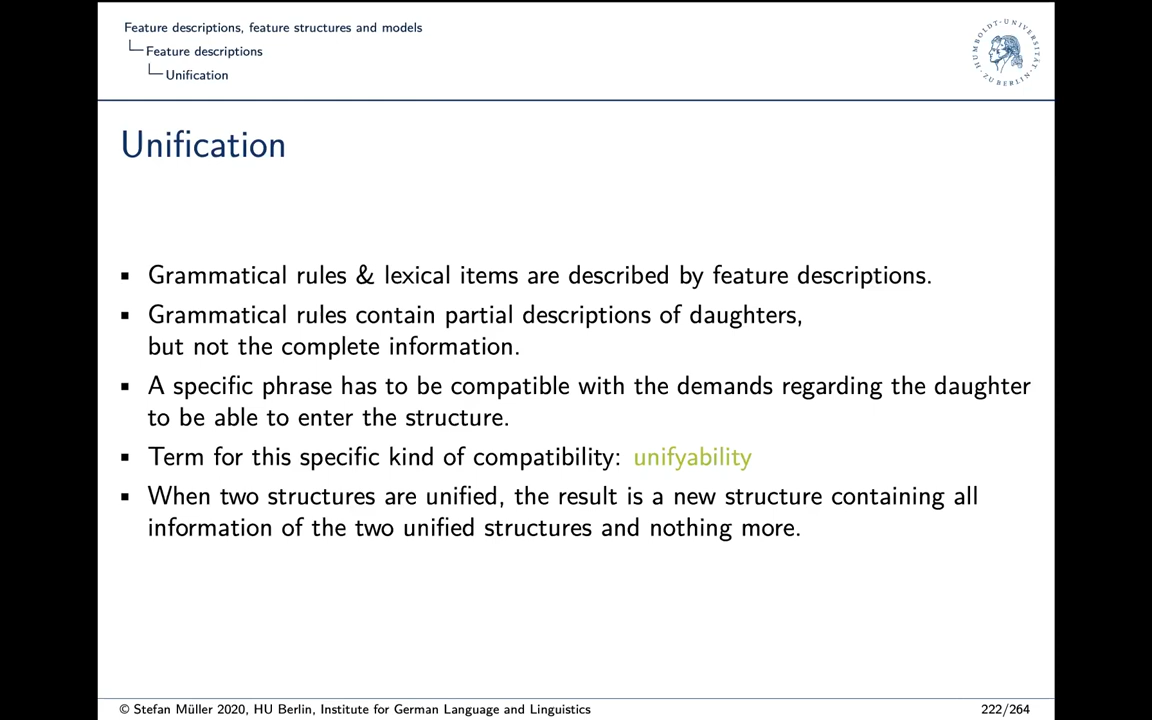 Feature descriptions, feature structures and models
Feature descriptions
Unification
HUMBOLDT-UNIVERSITÄT
ZU BERLIN
Unification
▪ Grammatical rules & lexical items are described by feature descriptions.
▪ Grammatical rules contain partial descriptions of daughters,
but not the complete information.
▪ A specific phrase has to be compatible with the demands regarding the daughter
to be able to enter the structure.
▪ Term for this specific kind of compatibility: unifyability
▪ When two structures are unified, the result is a new structure containing all
information of the two unified structures and nothing more.
© Stefan Müller 2020, HU Berlin, Institute for German Language and Linguistics
222/264